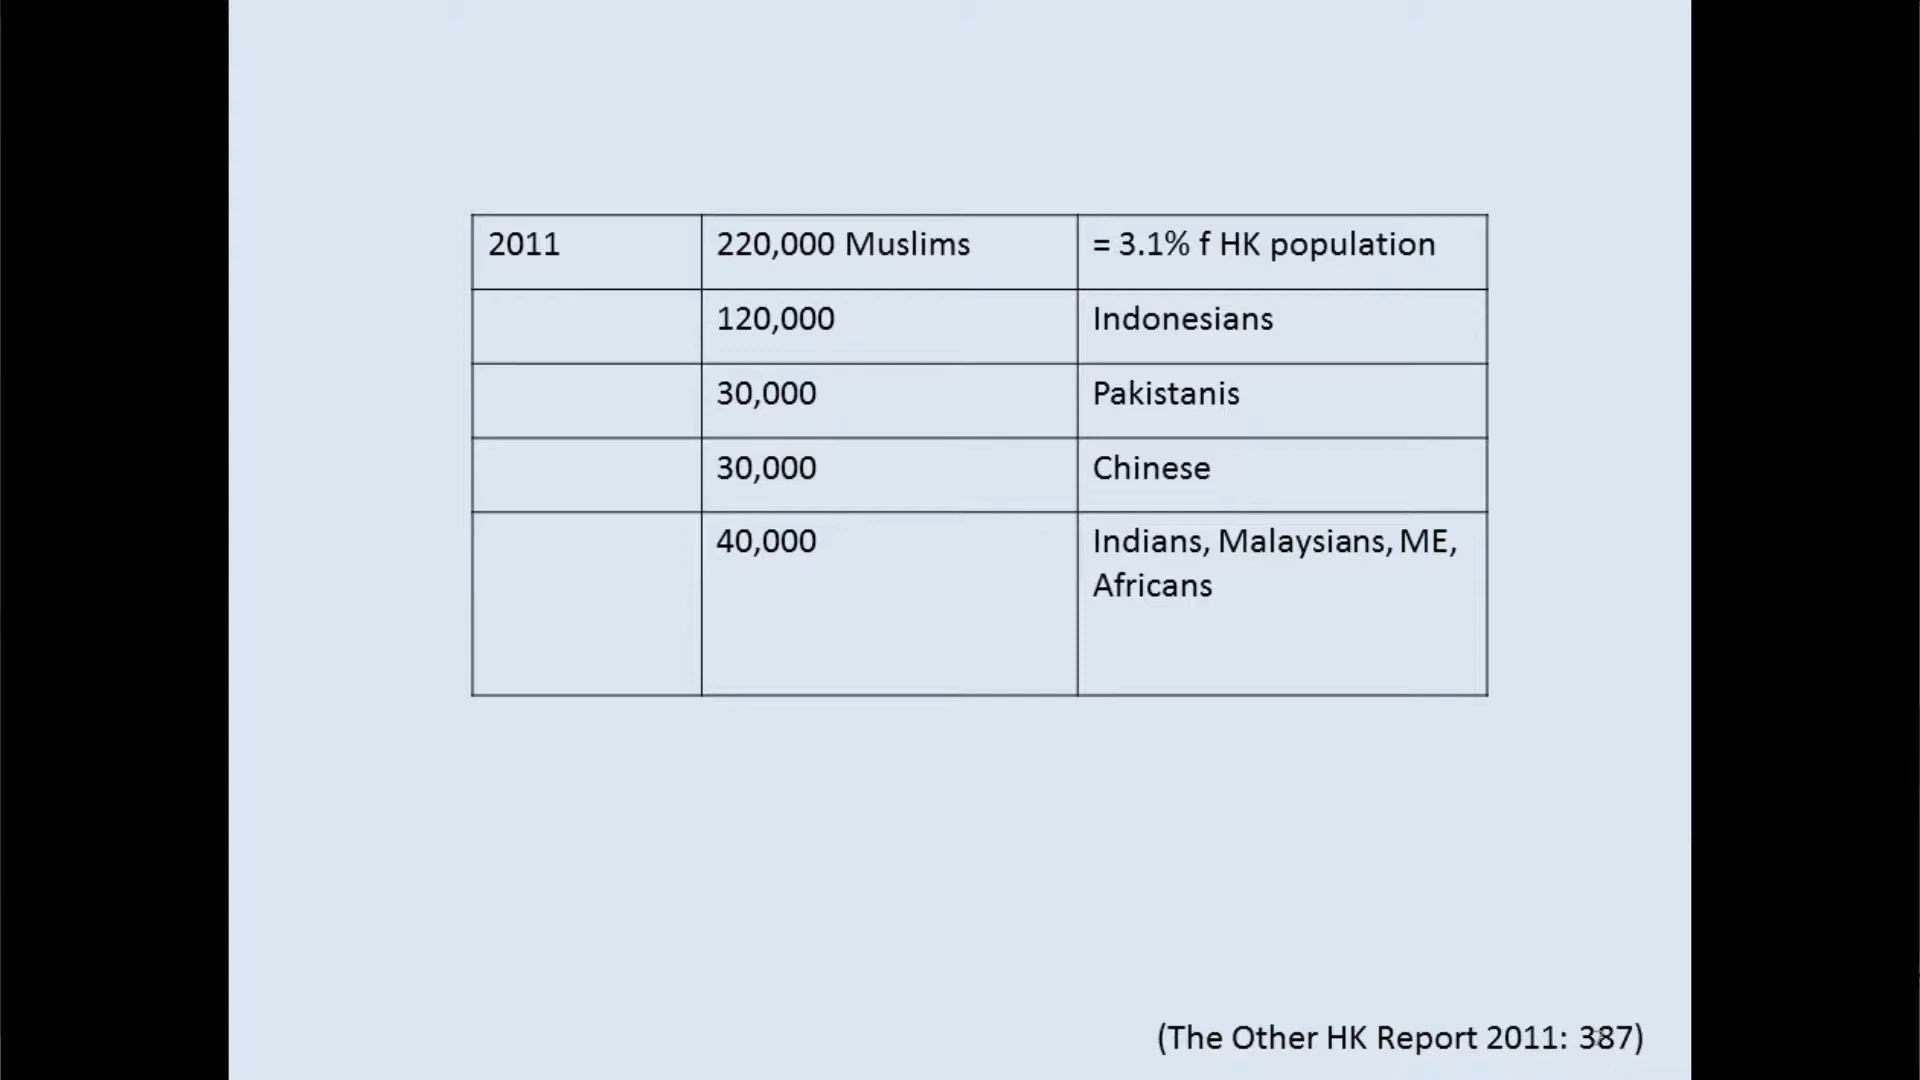 2011 220,000 Muslims = 3.1% f HK population
120,000 Indonesians
30,000 Pakistanis
30,000 Chinese
40,000 Indians, Malaysians, ME,
Africans
(The Other HK Report 2011: 387)